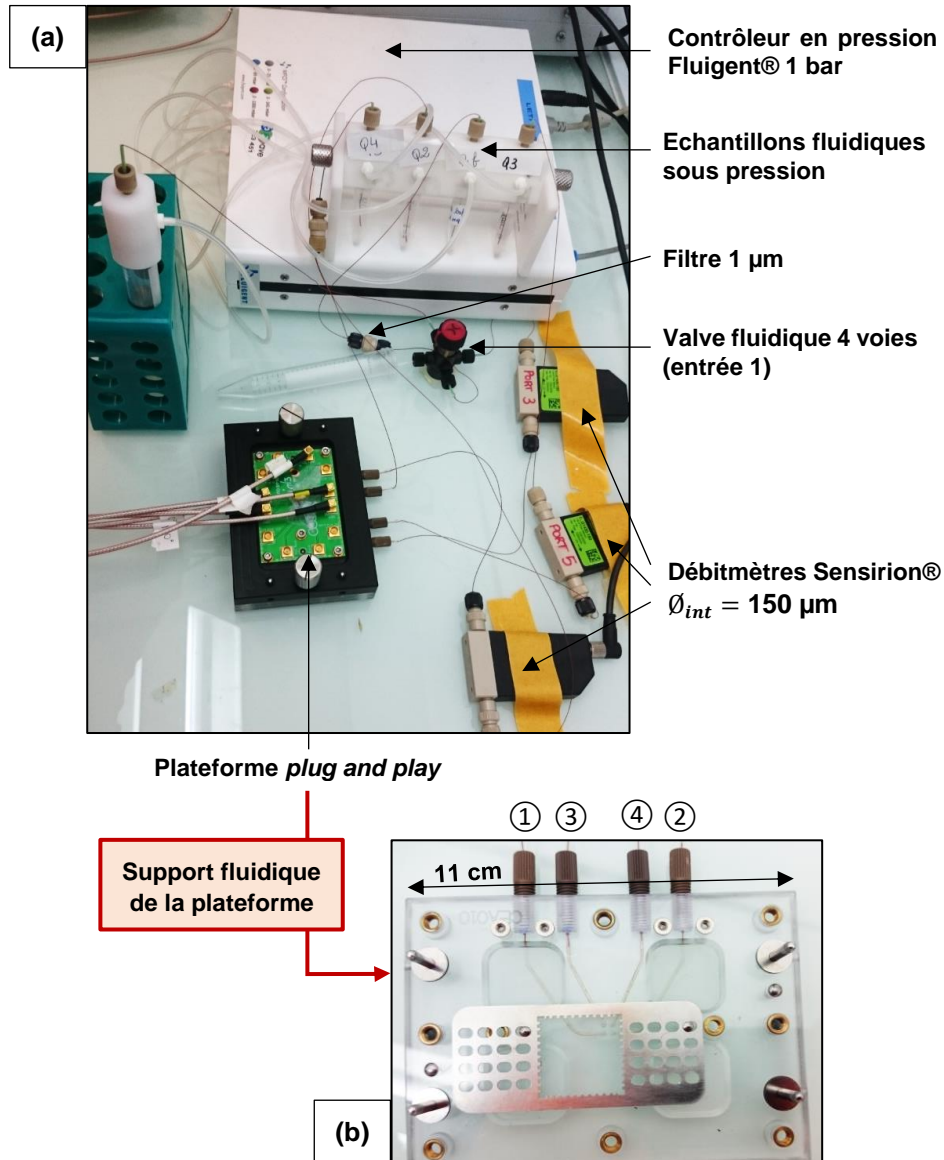 (a)
Contrôleur en pression
Fluigent® 1 bar
Echantillons fluidiques
sous pression
Filtre 1 µm
Valve fluidique 4 voies
(entrée 1)
Débitmètres Sensirion®
Ø_int = 150 µm
Q4
Q2
Q3
PORT 3
PORT 5
Plateforme plug and play
Support fluidique
de la plateforme
① ③ ④ ②
11 cm
(b)